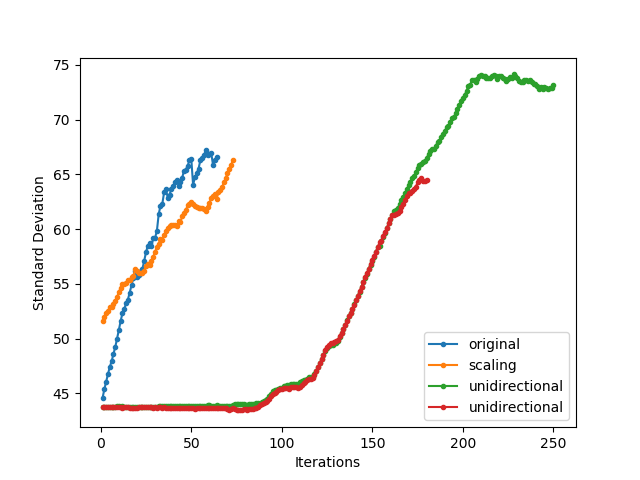 75
70
65
60
55
50
45
Standard Deviation
0
50
100
150
200
250
Iterations
original
scaling
unidirectional
unidirectional